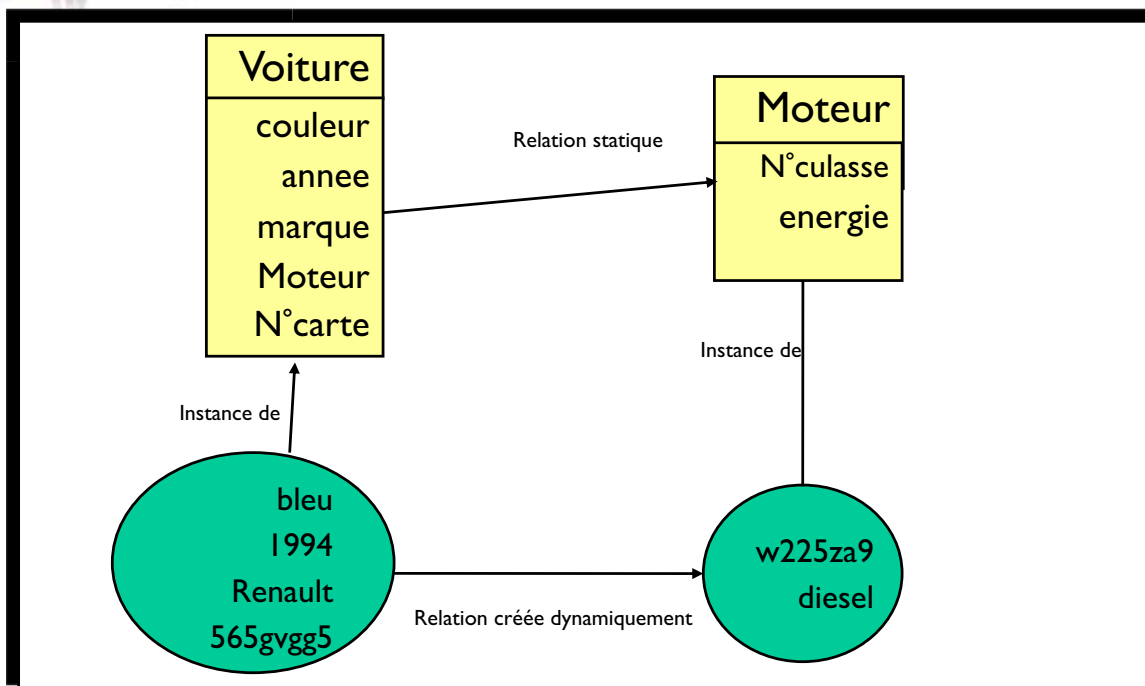 Voiture
couleur
annee
marque
Moteur
N°carte
Relation statique
Moteur
N°culasse
energie
Instance de
Instance de
bleu
1994
Renault
565gvgg5
Relation créée dynamiquement
w225za9
diesel